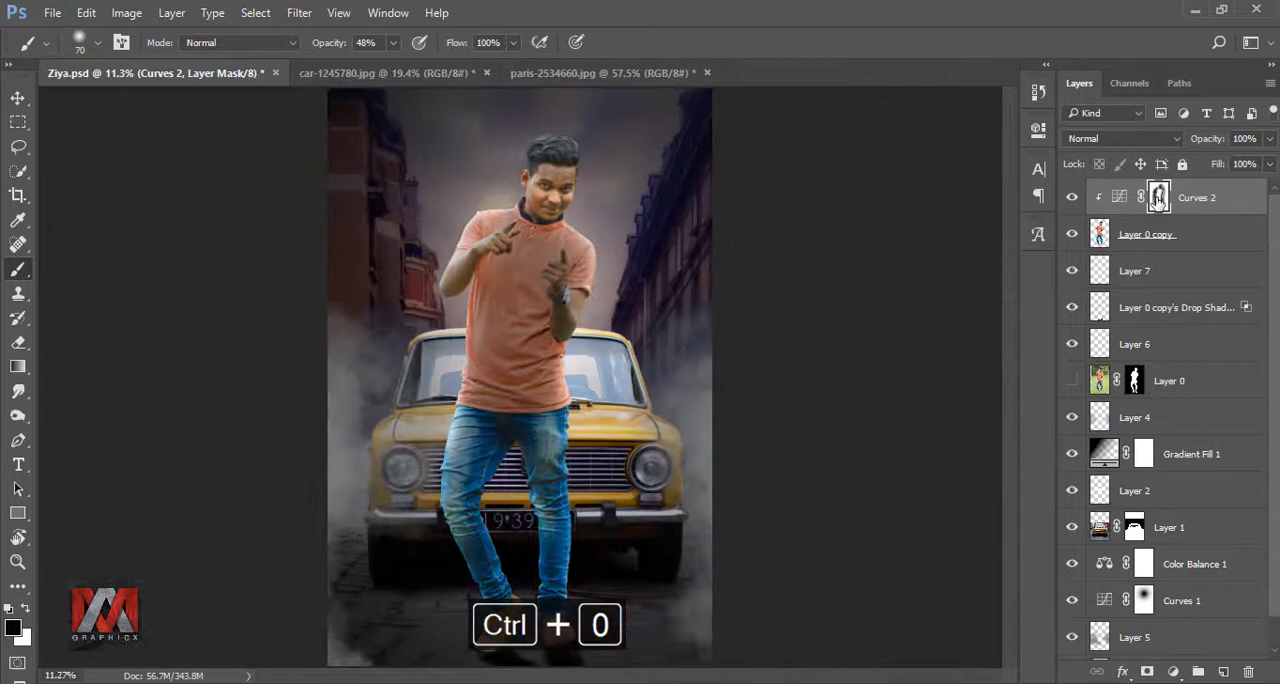 Ps File Edit Image Layer Type Select Filter View Window Help
70 Mode: Normal Opacity: 48% Flow: 100%
Ziya.psd @ 11.3% (Curves 2, Layer Mask/8) * × car-1245780.jpg @ 19.4% (RGB/8#) * × paris-2534660.jpg @ 57.5% (RGB/8#) * ×
Layers Channels Paths
Kind
Normal Opacity: 100%
Lock: Fill: 100%
Curves 2
Layer 0 copy
Layer 7
Layer 0 copy's Drop Shad...
Layer 6
Layer 0
Layer 4
Gradient Fill 1
Layer 2
Layer 1
Color Balance 1
Curves 1
Layer 5
Ctrl + 0
GRAPHICX
11.27% Doc: 56.7M/343.8M